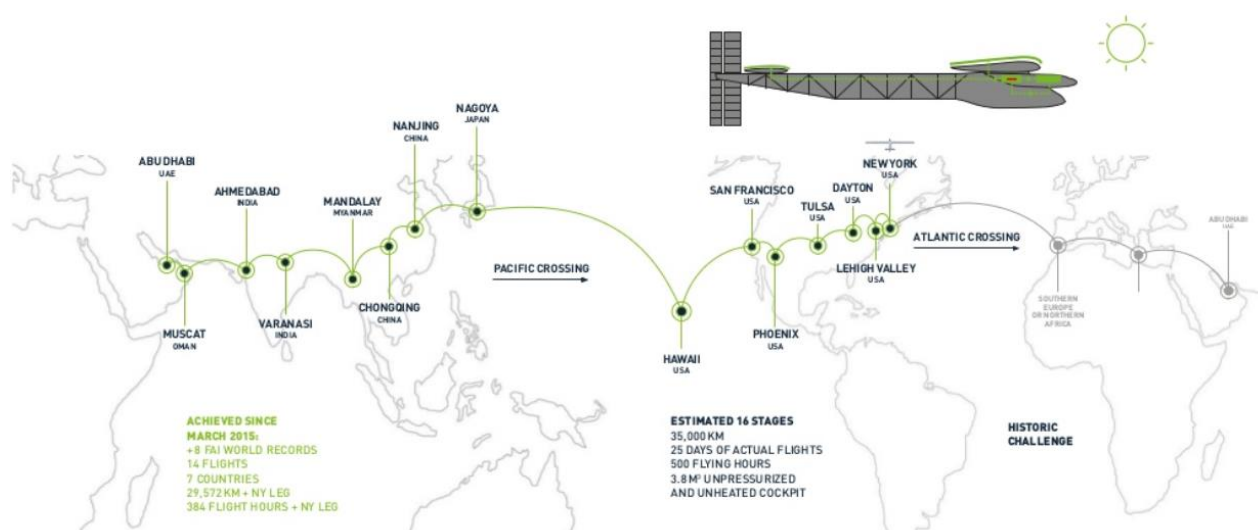 ABU DHABI
UAE
MUSCAT
OMAN
AHMEDABAD
INDIA
VARANASI
INDIA
MANDALAY
MYANMAR
CHONGQING
CHINA
NANJING
CHINA
NAGOYA
JAPAN
PACIFIC CROSSING
HAWAII
USA
SAN FRANCISCO
USA
PHOENIX
USA
TULSA
USA
DAYTON
USA
LEHIGH VALLEY
USA
NEW YORK
USA
ATLANTIC CROSSING
SOUTHERN
EUROPE
OR NORTHERN
AFRICA
ABU DHABI
UAE
ACHIEVED SINCE
MARCH 2015:
+8 FAI WORLD RECORDS
14 FLIGHTS
7 COUNTRIES
29,572 KM + NY LEG
384 FLIGHT HOURS + NY LEG
ESTIMATED 16 STAGES
35,000 KM
25 DAYS OF ACTUAL FLIGHTS
500 FLYING HOURS
3.8 M³ UNPRESSURIZED
AND UNHEATED COCKPIT
HISTORIC
CHALLENGE